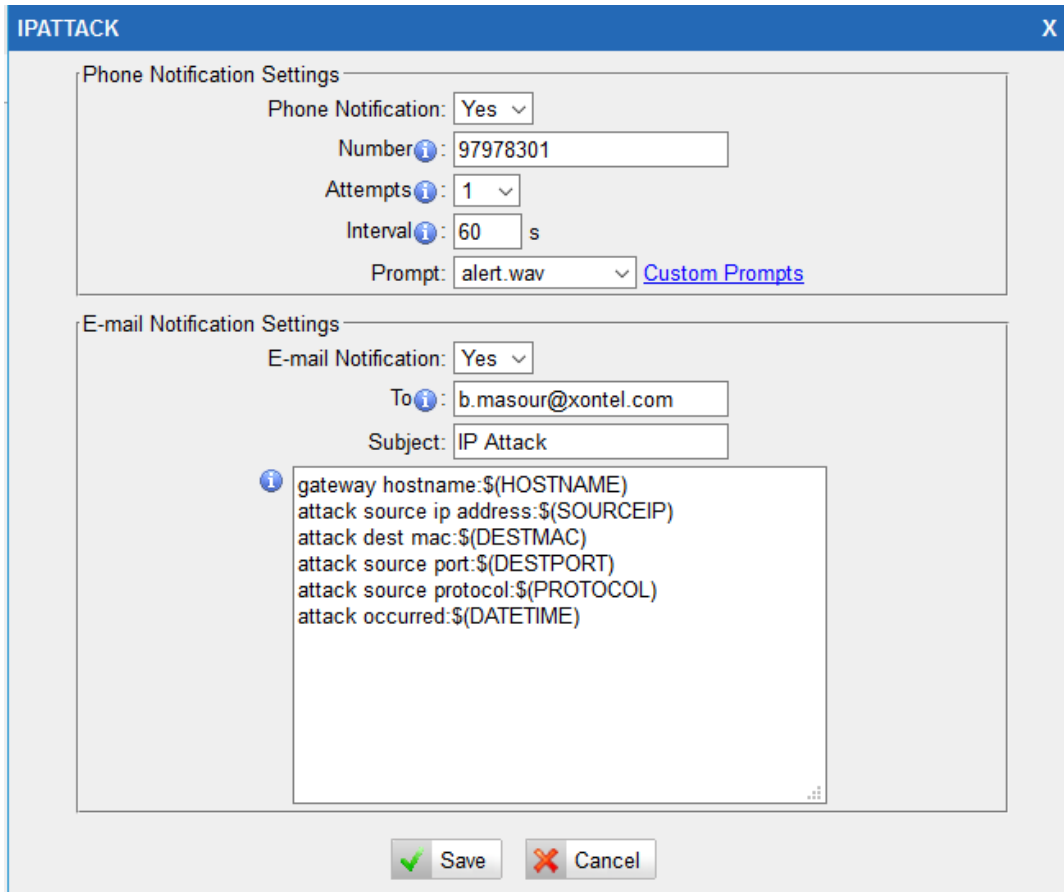 IPATTACK X
Phone Notification Settings
Phone Notification: Yes
Number i : 97978301
Attempts i : 1
Interval i : 60 s
Prompt: alert.wav Custom Prompts
E-mail Notification Settings
E-mail Notification: Yes
To i : b.masour@xontel.com
Subject: IP Attack
i gateway hostname:$(HOSTNAME)
attack source ip address:$(SOURCEIP)
attack dest mac:$(DESTMAC)
attack source port:$(DESTPORT)
attack source protocol:$(PROTOCOL)
attack occurred:$(DATETIME)
Save Cancel